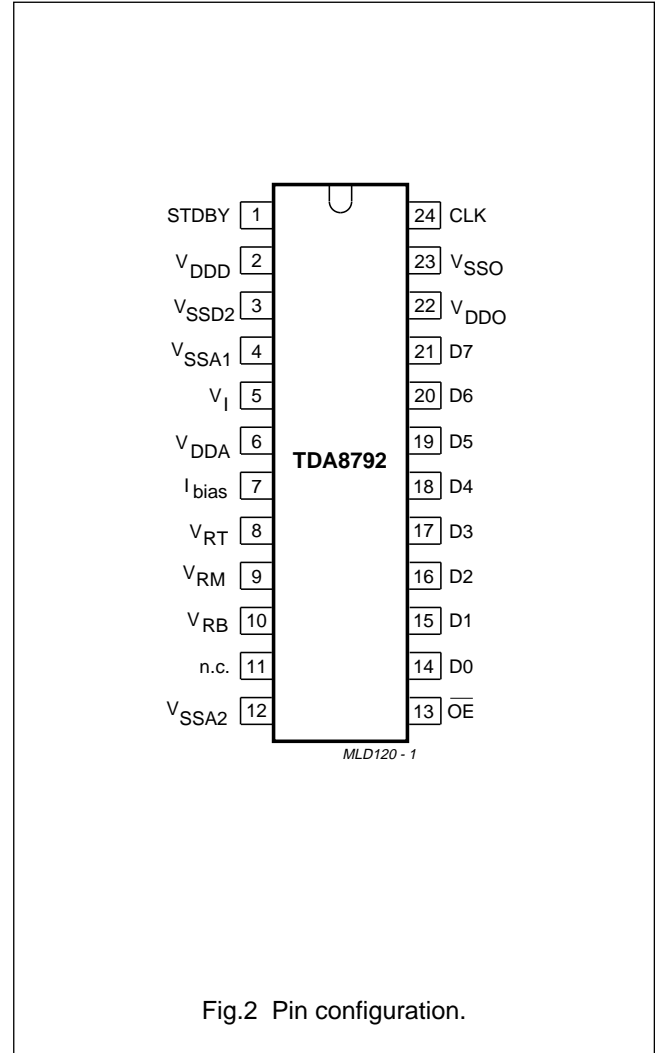 STDBY 1 24 CLK
VDDD 2 23 VSSO
VSSD2 3 22 VDDO
VSSA1 4 21 D7
VI 5 20 D6
VDDA 6 19 D5
TDA8792
Ibias 7 18 D4
VRT 8 17 D3
VRM 9 16 D2
VRB 10 15 D1
n.c. 11 14 D0
VSSA2 12 13 O̅E̅
MLD120 - 1
Fig.2 Pin configuration.